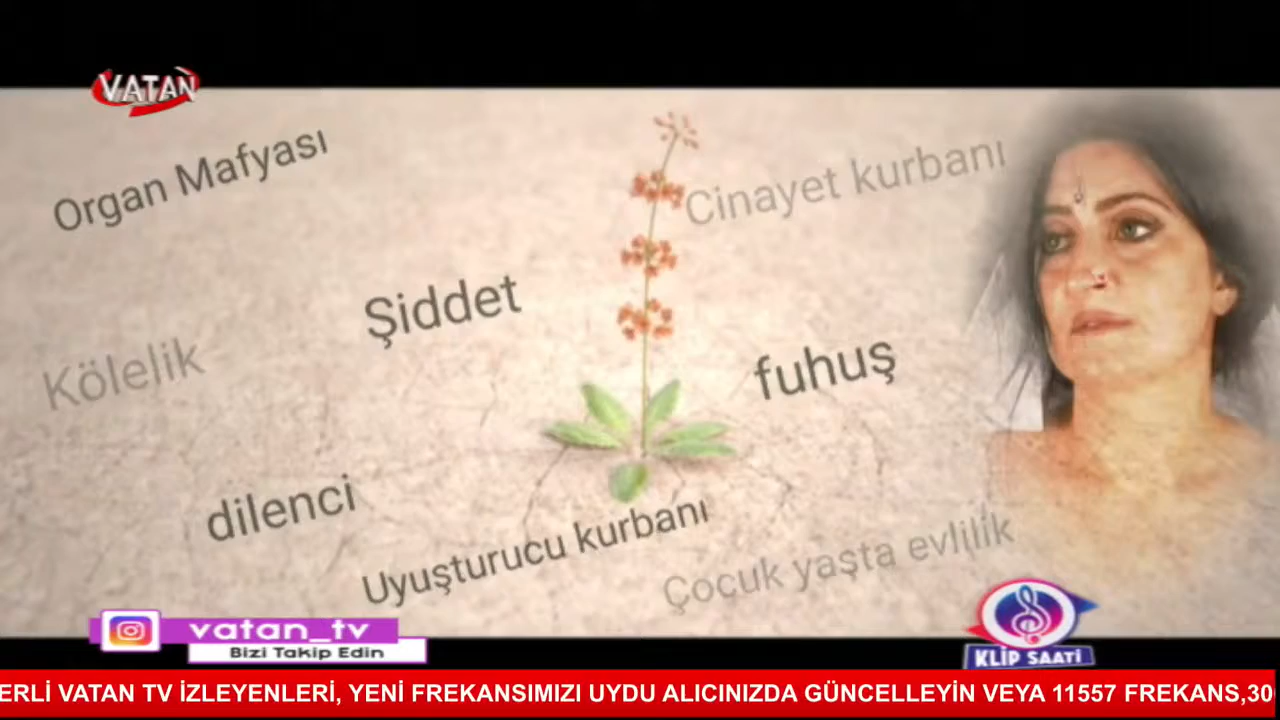 VATAN
Organ Mafyası
Cinayet kurbanı
Şiddet
Kölelik
fuhuş
dilenci
Uyuşturucu kurbanı
Çocuk yaşta evlilik
vatan_tv
Bizi Takip Edin
KLİP SAATİ
ERLİ VATAN TV İZLEYENLERİ, YENİ FREKANSIMIZI UYDU ALICINIZDA GÜNCELLEYİN VEYA 11557 FREKANS,30